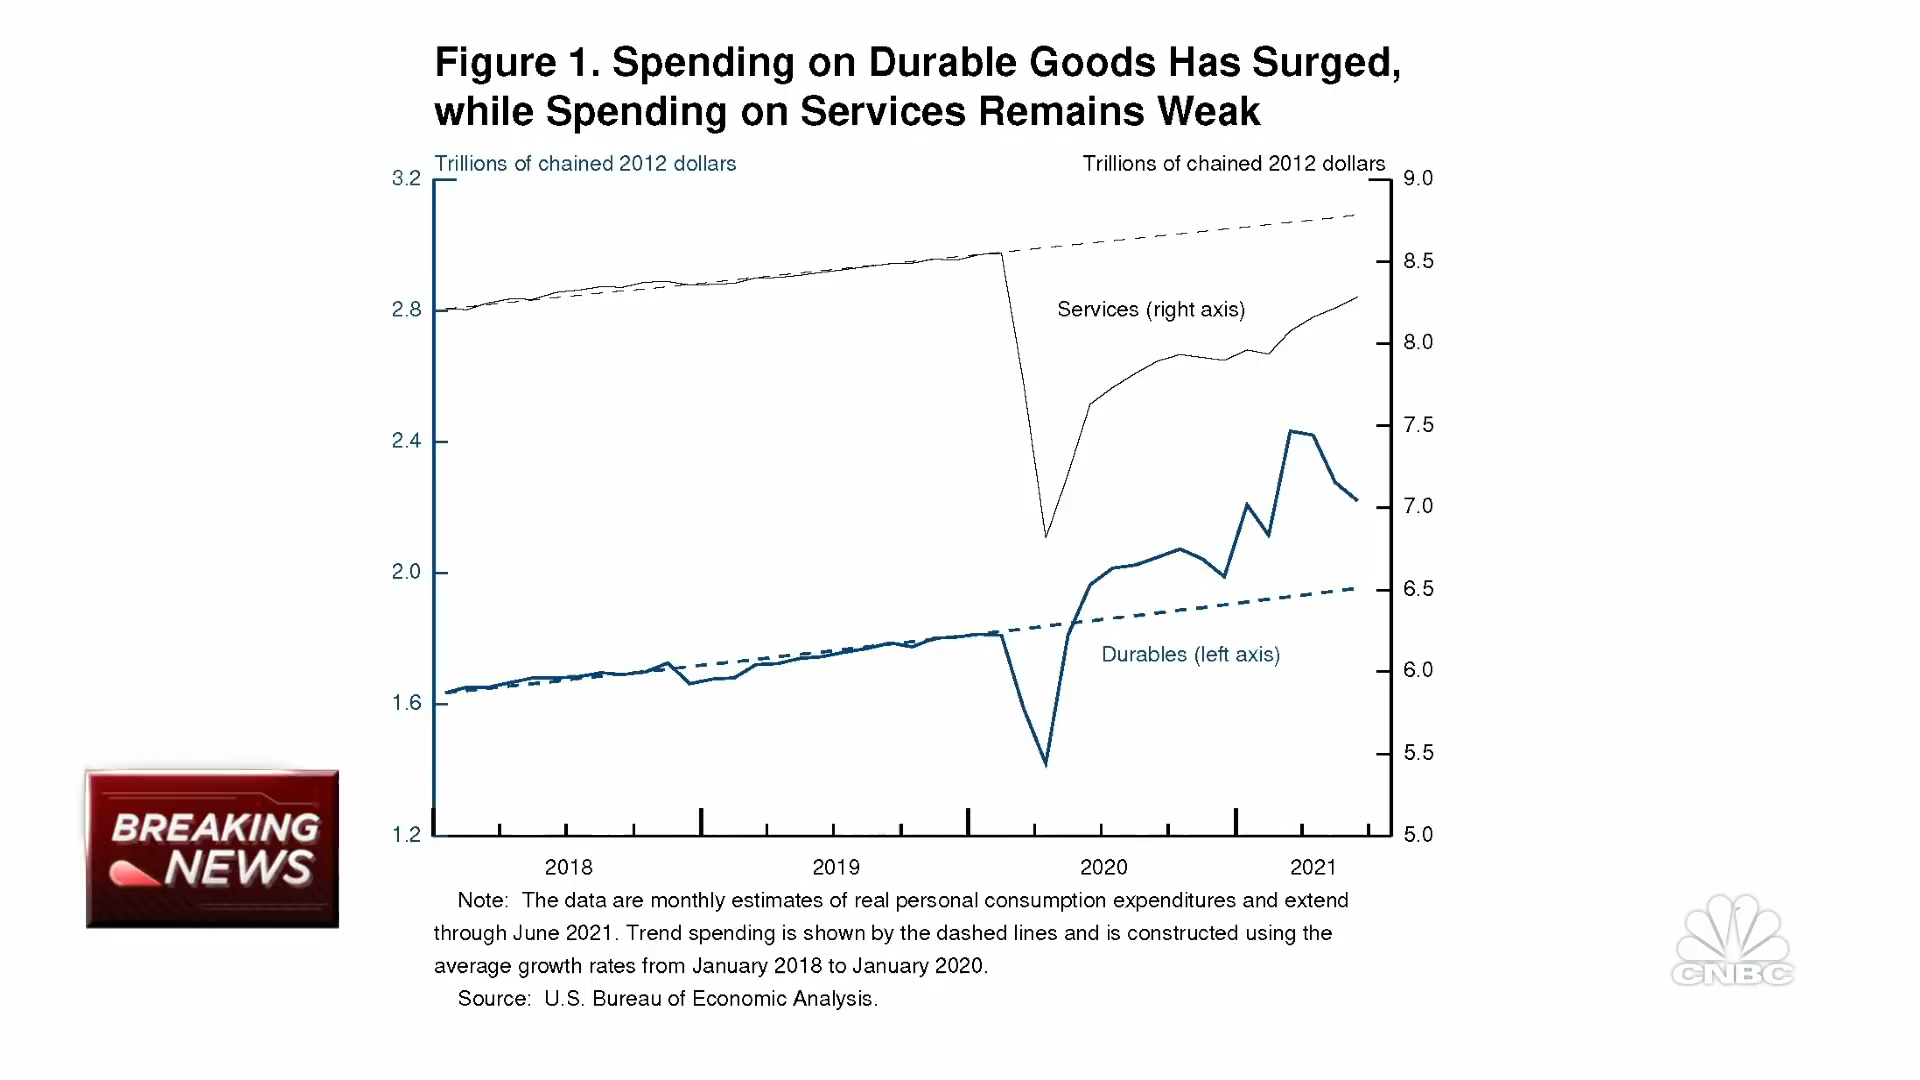 Figure 1. Spending on Durable Goods Has Surged,
while Spending on Services Remains Weak
Trillions of chained 2012 dollars
Trillions of chained 2012 dollars
3.2
2.8
2.4
2.0
1.6
1.2
9.0
8.5
8.0
7.5
7.0
6.5
6.0
5.5
5.0
Services (right axis)
Durables (left axis)
2018
2019
2020
2021
Note: The data are monthly estimates of real personal consumption expenditures and extend
through June 2021. Trend spending is shown by the dashed lines and is constructed using the
average growth rates from January 2018 to January 2020.
Source: U.S. Bureau of Economic Analysis.
BREAKING
NEWS
CNBC